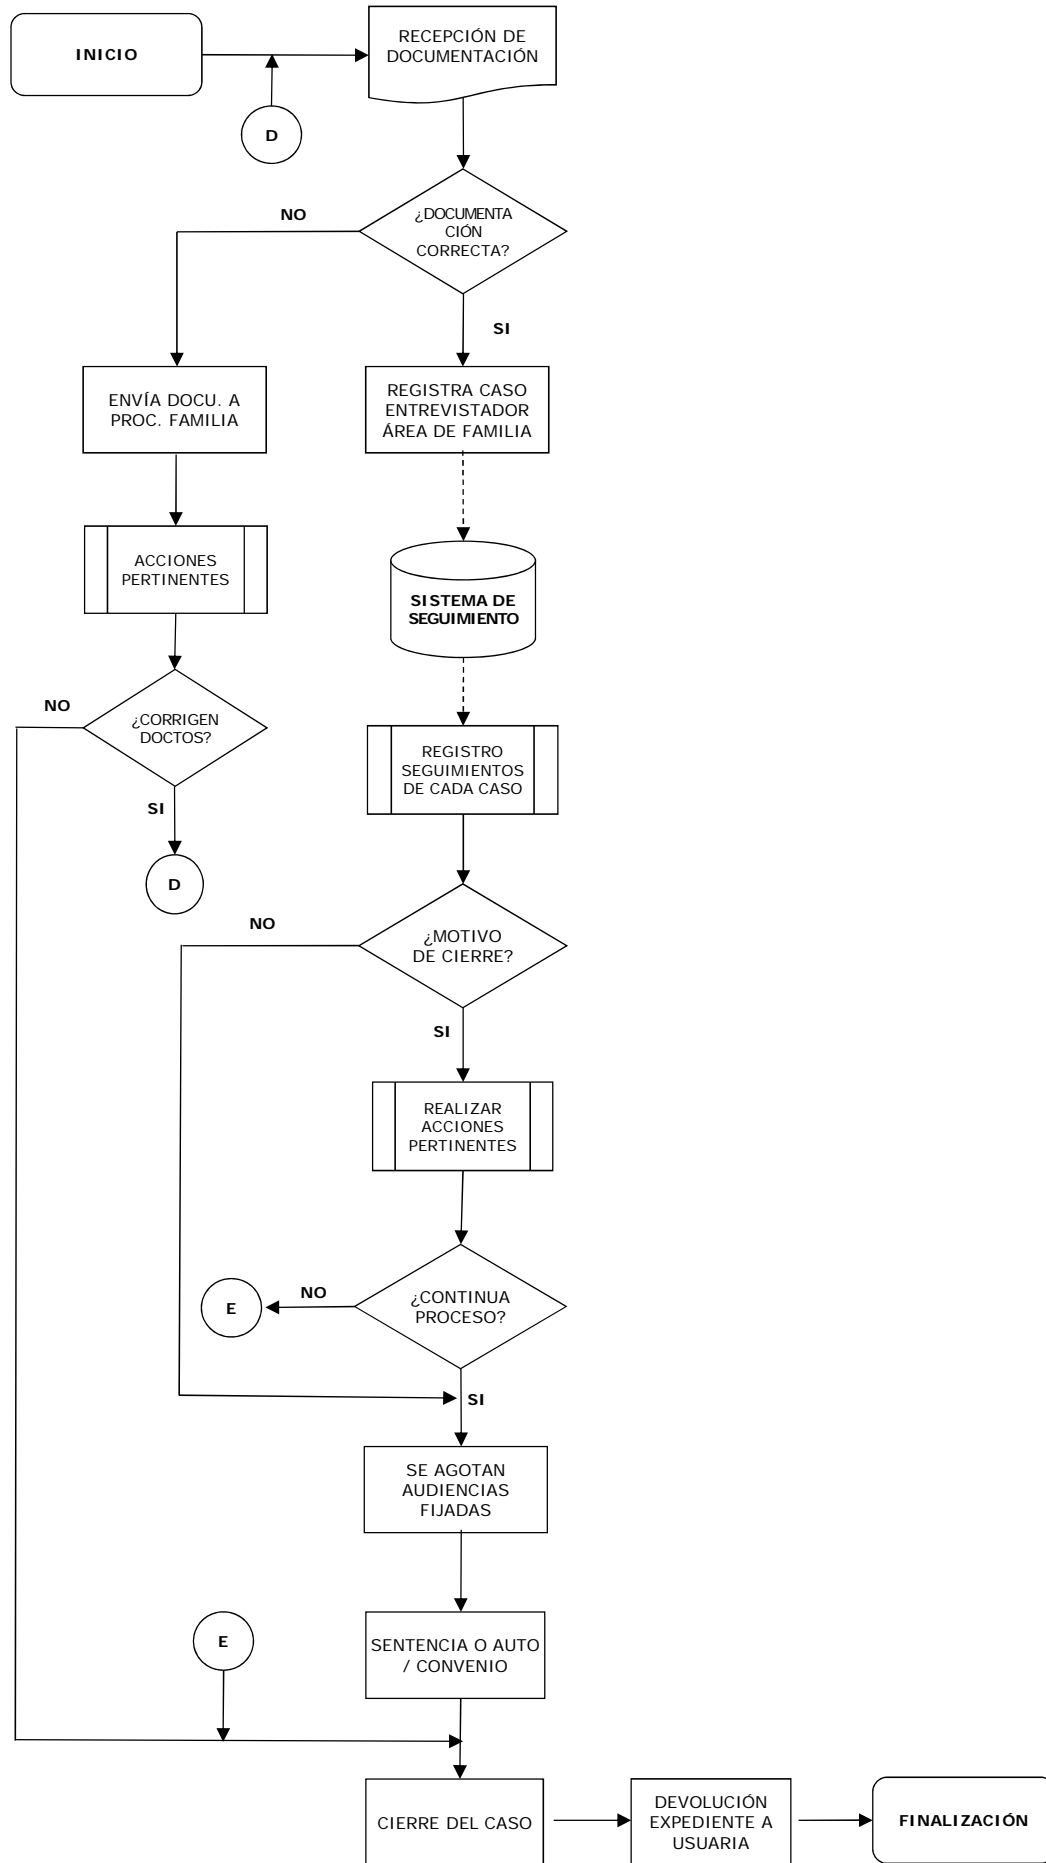 INICIO
RECEPCIÓN DE
DOCUMENTACIÓN
D
NO
¿DOCUMENTA
CIÓN
CORRECTA?
SI
ENVÍA DOCU. A
PROC. FAMILIA
REGISTRA CASO
ENTREVISTADOR
ÁREA DE FAMILIA
ACCIONES
PERTINENTES
SISTEMA DE
SEGUIMIENTO
NO
¿CORRIGEN
DOCTOS?
REGISTRO
SEGUIMIENTOS
DE CADA CASO
SI
D
NO
¿MOTIVO
DE CIERRE?
SI
REALIZAR
ACCIONES
PERTINENTES
E
NO
¿CONTINUA
PROCESO?
SI
SE AGOTAN
AUDIENCIAS
FIJADAS
E
SENTENCIA O AUTO
/ CONVENIO
CIERRE DEL CASO
DEVOLUCIÓN
EXPEDIENTE A
USUARIA
FINALIZACIÓN